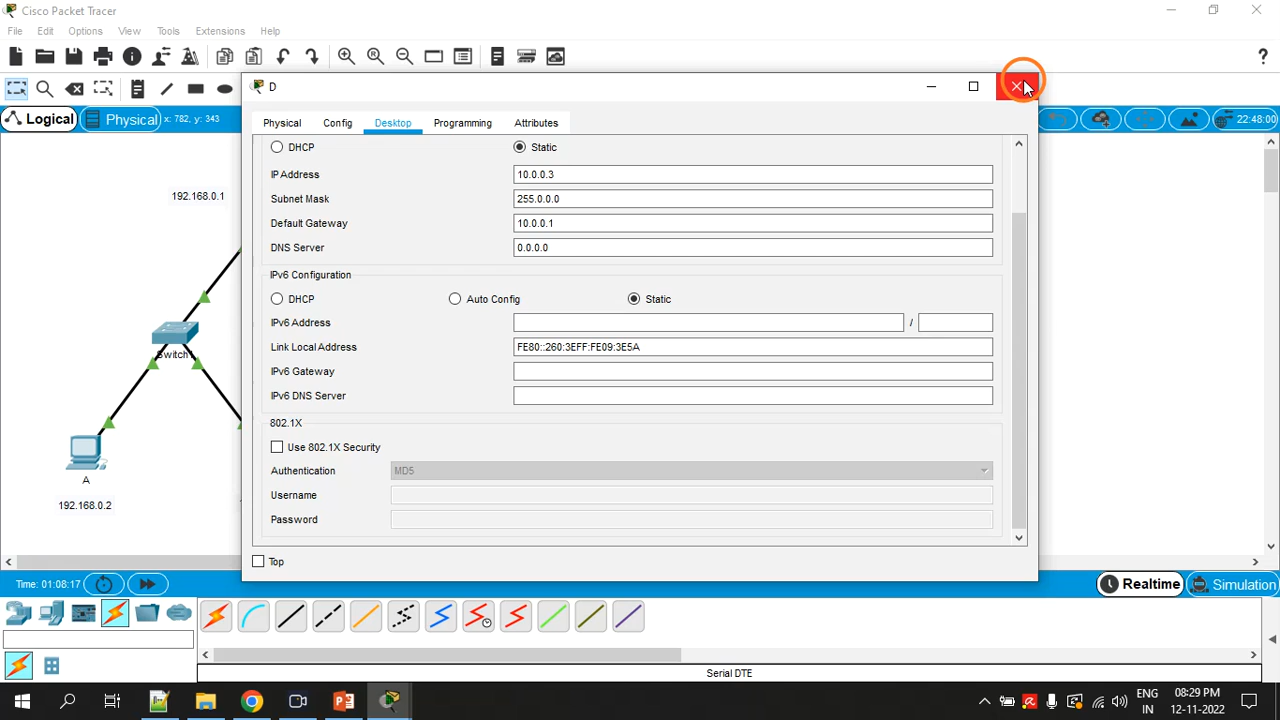 Cisco Packet Tracer
File Edit Options View Tools Extensions Help
Logical Physical x: 782, y: 343 22:48:00
D
Physical Config Desktop Programming Attributes
DHCP Static
IP Address 10.0.0.3
Subnet Mask 255.0.0.0
Default Gateway 10.0.0.1
DNS Server 0.0.0.0
IPv6 Configuration
DHCP Auto Config Static
IPv6 Address /
Link Local Address FE80::260:3EFF:FE09:3E5A
IPv6 Gateway
IPv6 DNS Server
802.1X
Use 802.1X Security
Authentication MD5
Username
Password
Top
192.168.0.1
Switch
A
192.168.0.2
Time: 01:08:17 Realtime Simulation
Serial DTE
ENG 08:29 PM
IN 12-11-2022